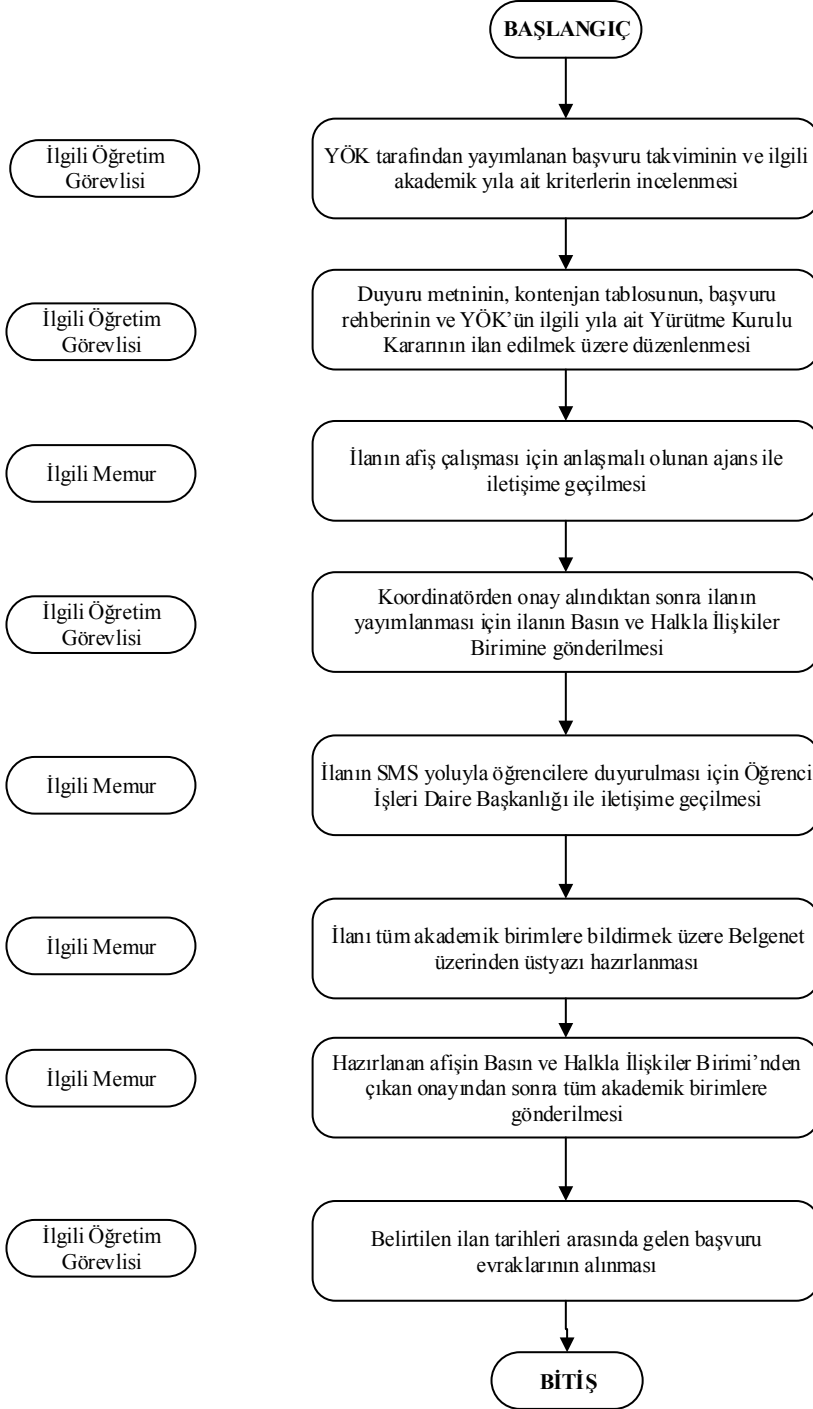 BAŞLANGIÇ
İlgili Öğretim
Görevlisi
YÖK tarafından yayımlanan başvuru takviminin ve ilgili
akademik yıla ait kriterlerin incelenmesi
İlgili Öğretim
Görevlisi
Duyuru metninin, kontenjan tablosunun, başvuru
rehberinin ve YÖK’ün ilgili yıla ait Yürütme Kurulu
Kararının ilan edilmek üzere düzenlenmesi
İlgili Memur
İlanın afiş çalışması için anlaşmalı olunan ajans ile
iletişime geçilmesi
İlgili Öğretim
Görevlisi
Koordinatörden onay alındıktan sonra ilanın
yayımlanması için ilanın Basın ve Halkla İlişkiler
Birimine gönderilmesi
İlgili Memur
İlanın SMS yoluyla öğrencilere duyurulması için Öğrenci
İşleri Daire Başkanlığı ile iletişime geçilmesi
İlgili Memur
İlanı tüm akademik birimlere bildirmek üzere Belgenet
üzerinden üstyazı hazırlanması
İlgili Memur
Hazırlanan afişin Basın ve Halkla İlişkiler Birimi’nden
çıkan onayından sonra tüm akademik birimlere
gönderilmesi
İlgili Öğretim
Görevlisi
Belirtilen ilan tarihleri arasında gelen başvuru
evraklarının alınması
BİTİŞ